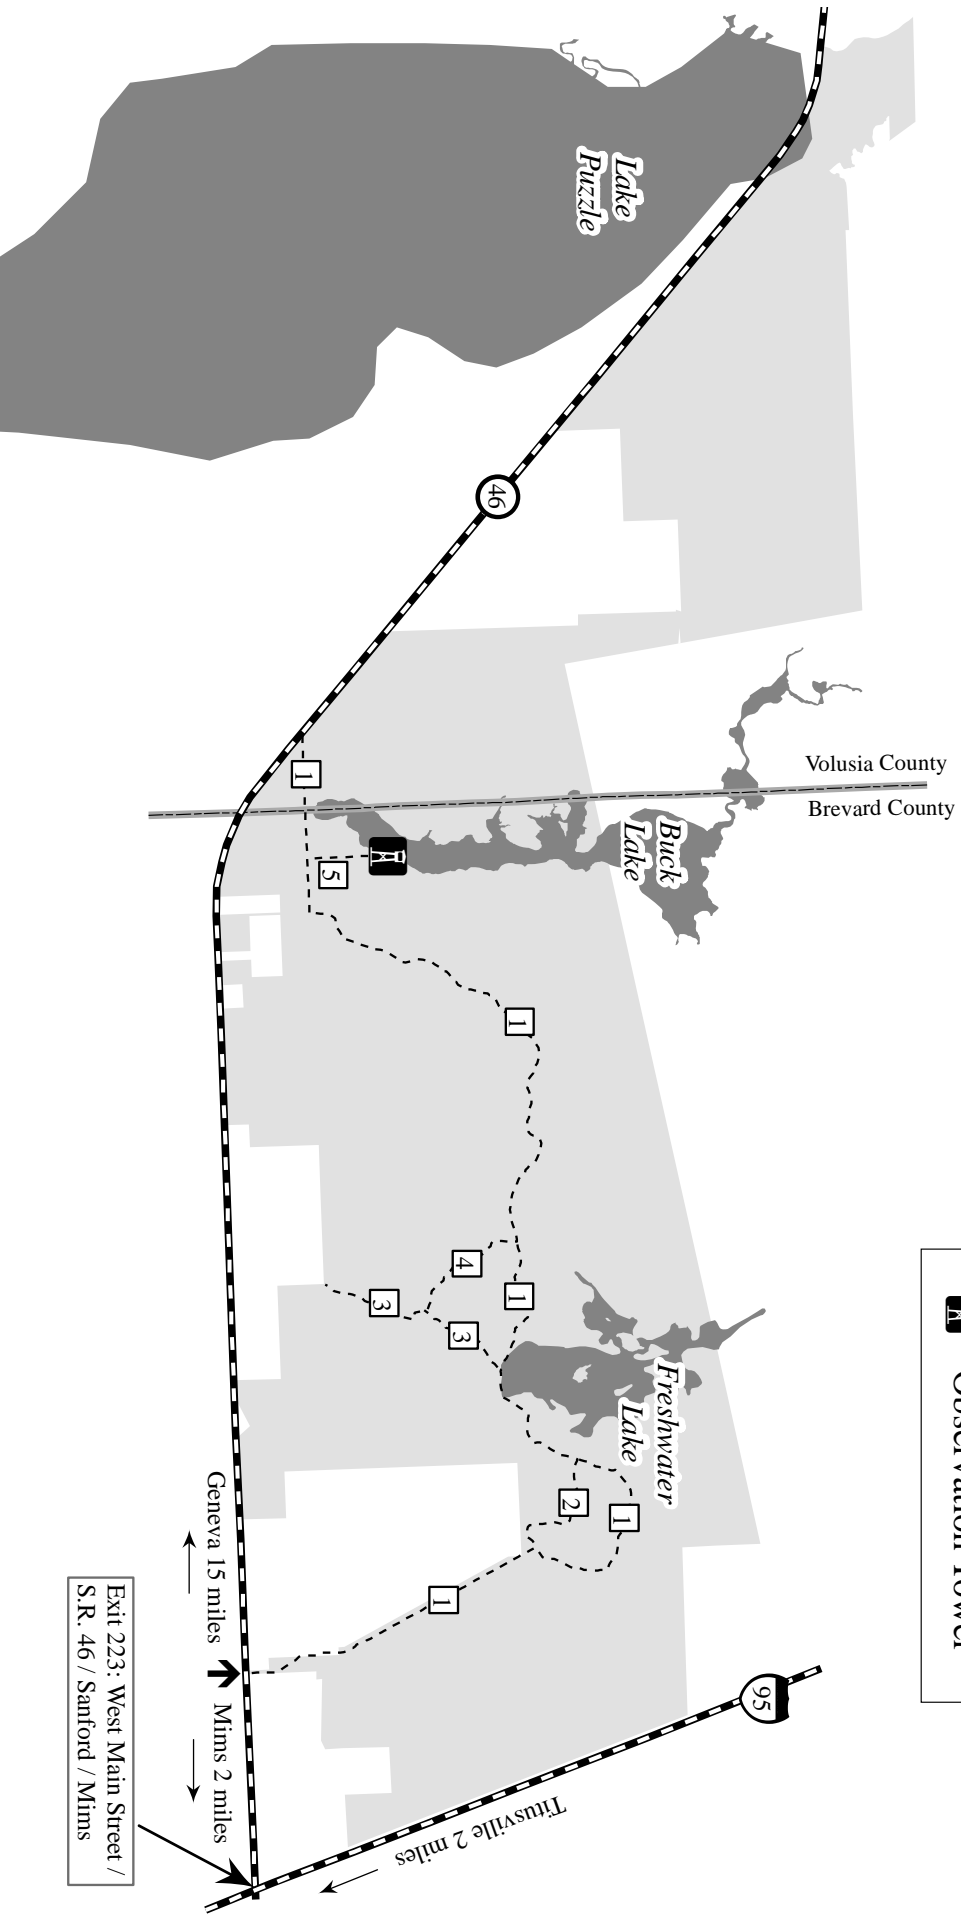 Lake
Puzzle
46
Volusia County
Brevard County
Buck
Lake
1
5
1
4
1
3
3
Freshwater
Lake
2
1
1
Observation Tower
Geneva 15 miles
Mims 2 miles
95
Titusville 2 miles
Exit 223: West Main Street /
S.R. 46 / Sanford / Mims